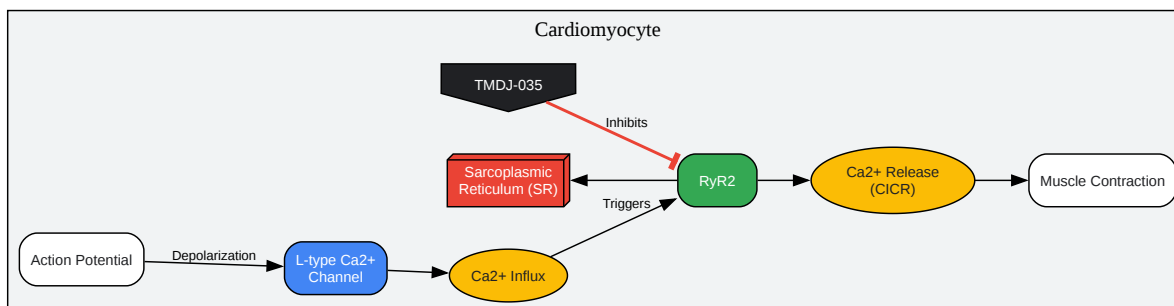 Cardiomyocyte
TMDJ-035
Inhibits
Sarcoplasmic
Reticulum (SR)
RyR2
Ca2+ Release
(CICR)
Muscle Contraction
Triggers
Action Potential
Depolarization
L-type Ca2+
Channel
Ca2+ Influx